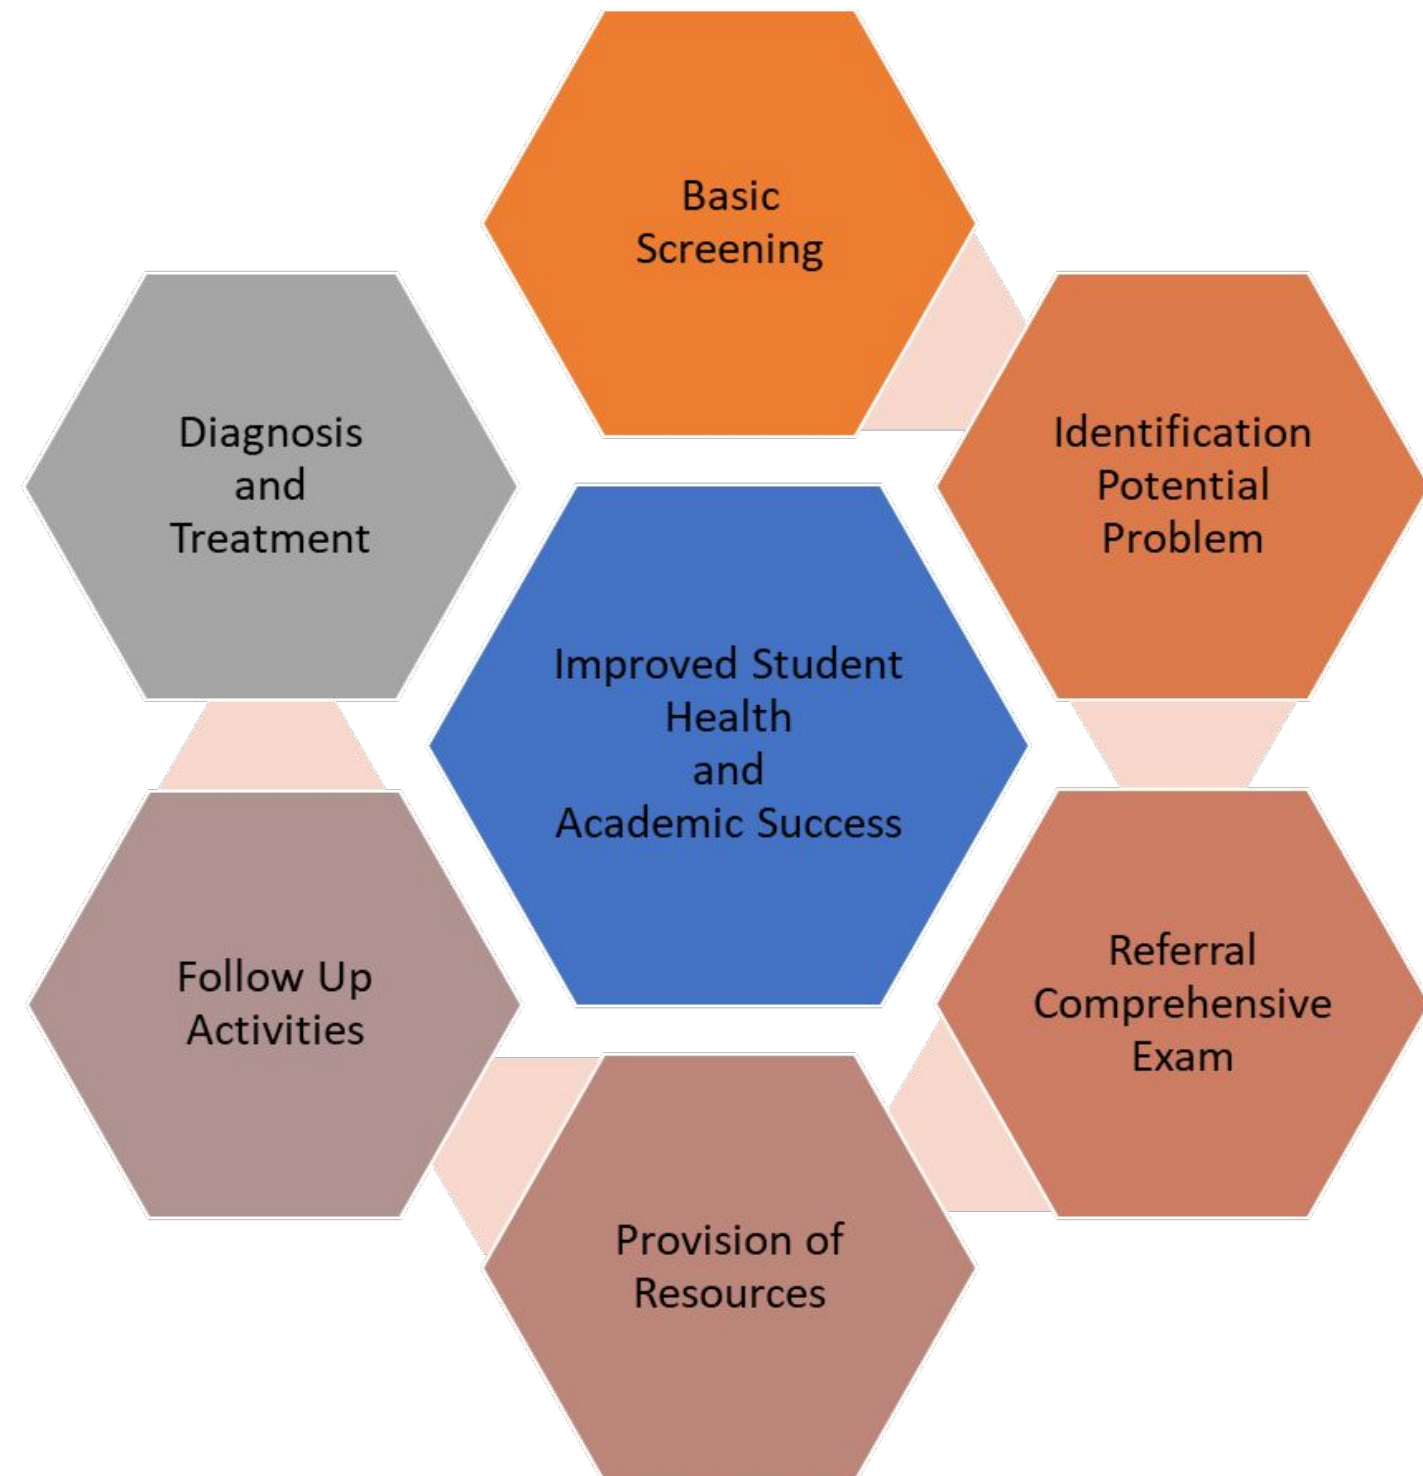 Basic
Screening
Identification
Potential
Problem
Referral
Comprehensive
Exam
Provision of
Resources
Follow Up
Activities
Diagnosis
and
Treatment
Improved Student
Health
and
Academic Success